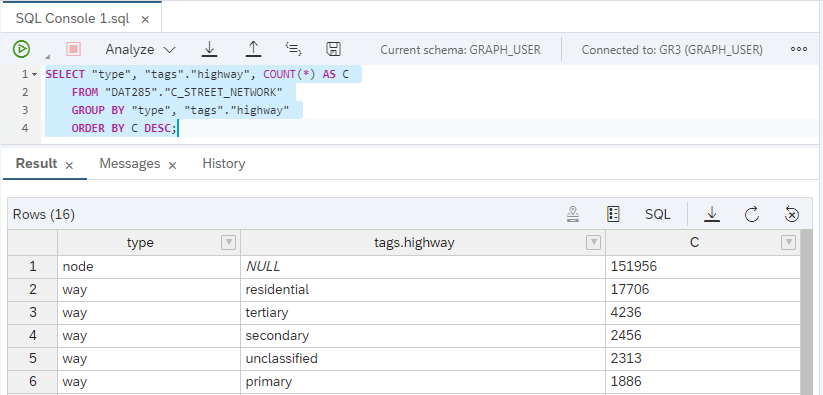 SQL Console 1.sql ×
Analyze Current schema: GRAPH_USER Connected to: GR3 (GRAPH_USER)
1 SELECT "type", "tags"."highway", COUNT(*) AS C
2 FROM "DAT285"."C_STREET_NETWORK"
3 GROUP BY "type", "tags"."highway"
4 ORDER BY C DESC;
Result × Messages × History
Rows (16) SQL
type tags.highway C
1 node NULL 151956
2 way residential 17706
3 way tertiary 4236
4 way secondary 2456
5 way unclassified 2313
6 way primary 1886